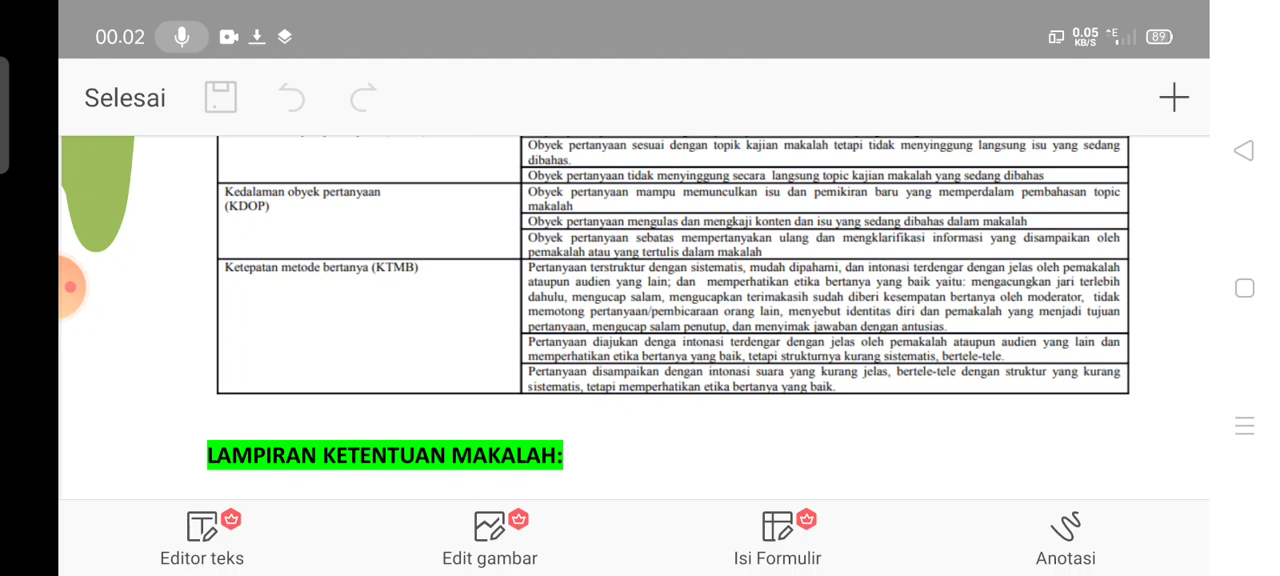 00.02
0.05
KB/S
E
89
Selesai
Obyek pertanyaan sesuai dengan topik kajian makalah tetapi tidak menyinggung langsung isu yang sedang
dibahas.
Obyek pertanyaan tidak menyinggung secara langsung topic kajian makalah yang sedang dibahas
Kedalaman obyek pertanyaan
(KDOP)
Obyek pertanyaan mampu memunculkan isu dan pemikiran baru yang memperdalam pembahasan topic
makalah
Obyek pertanyaan mengulas dan mengkaji konten dan isu yang sedang dibahas dalam makalah
Obyek pertanyaan sebatas mempertanyakan ulang dan mengklarifikasi informasi yang disampaikan oleh
pemakalah atau yang tertulis dalam makalah
Ketepatan metode bertanya (KTMB)
Pertanyaan terstruktur dengan sistematis, mudah dipahami, dan intonasi terdengar dengan jelas oleh pemakalah
ataupun audien yang lain; dan memperhatikan etika bertanya yang baik yaitu: mengacungkan jari terlebih
dahulu, mengucap salam, mengucapkan terimakasih sudah diberi kesempatan bertanya oleh moderator, tidak
memotong pertanyaan/pembicaraan orang lain, menyebut identitas diri dan pemakalah yang menjadi tujuan
pertanyaan, mengucap salam penutup, dan menyimak jawaban dengan antusias.
Pertanyaan diajukan denga intonasi terdengar dengan jelas oleh pemakalah ataupun audien yang lain dan
memperhatikan etika bertanya yang baik, tetapi strukturnya kurang sistematis, bertele-tele.
Pertanyaan disampaikan dengan intonasi suara yang kurang jelas, bertele-tele dengan struktur yang kurang
sistematis, tetapi memperhatikan etika bertanya yang baik.
LAMPIRAN KETENTUAN MAKALAH:
Editor teks
Edit gambar
Isi Formulir
Anotasi